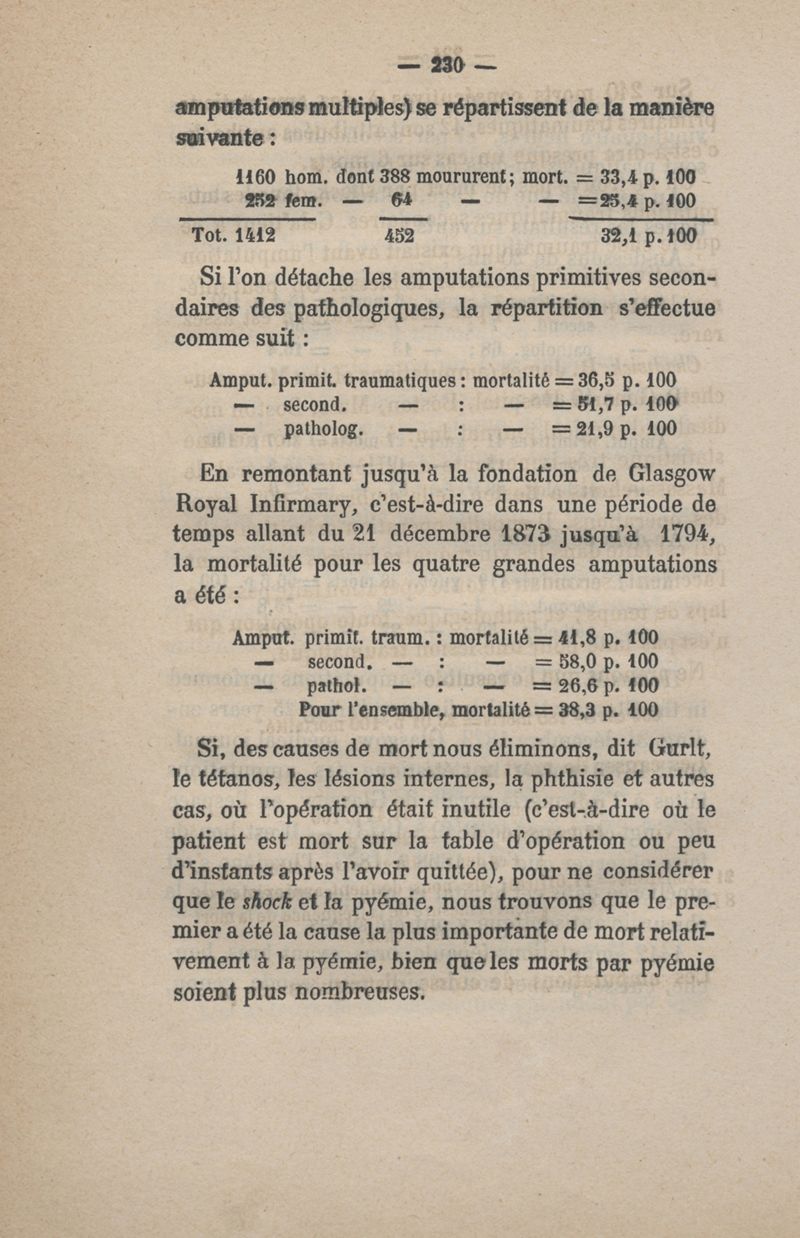 — 230 —
amputations multiples) se répartissent de la manière
suivante :
1160 hom. dont 388 moururent; mort. = 33,4 p. 100
252 fem. — 64 — — = 25,4 p. 100
Tot. 1412 452 32,1 p. 100
Si l'on détache les amputations primitives secon-
daires des pathologiques, la répartition s'effectue
comme suit :
Amput. primit. traumatiques : mortalité = 36,5 p. 100
— second. — : — = 51,7 p. 100
— patholog. — : — = 21,9 p. 100
En remontant jusqu'à la fondation de Glasgow
Royal Infirmary, c'est-à-dire dans une période de
temps allant du 21 décembre 1873 jusqu'à 1794,
la mortalité pour les quatre grandes amputations
a été :
Amput. primit. traum. : mortalité = 41,8 p. 100
— second. — : — = 58,0 p. 100
— pathol. — : — = 26,6 p. 100
Pour l'ensemble, mortalité = 38,3 p. 100
Si, des causes de mort nous éliminons, dit Gurlt,
le tétanos, les lésions internes, la phthisie et autres
cas, où l'opération était inutile (c'est-à-dire où le
patient est mort sur la table d'opération ou peu
d'instants après l'avoir quittée), pour ne considérer
que le shock et la pyémie, nous trouvons que le pre-
mier a été la cause la plus importante de mort relati-
vement à la pyémie, bien que les morts par pyémie
soient plus nombreuses.